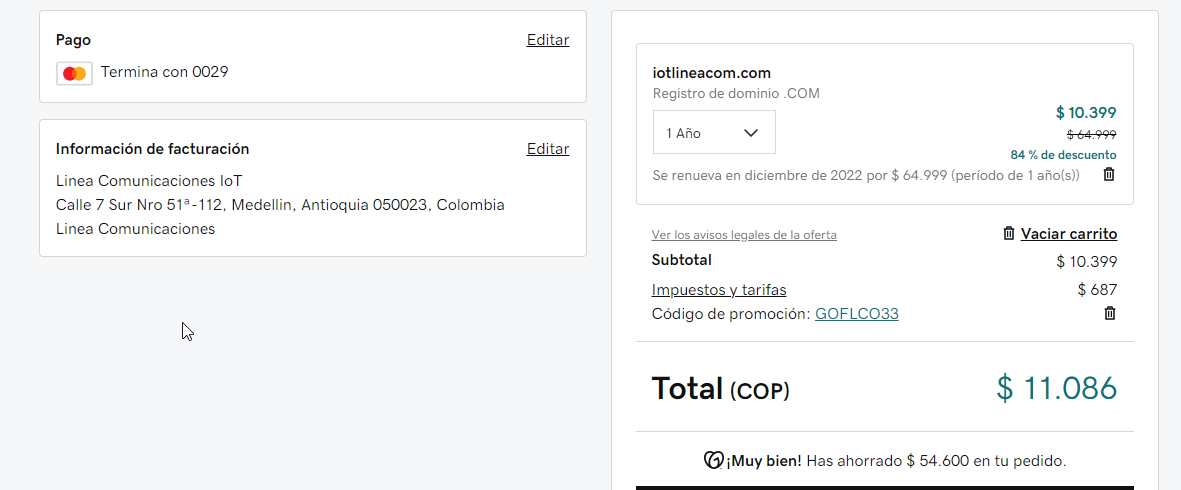 Pago
Editar
Termina con 0029
Información de facturación
Editar
Linea Comunicaciones IoT
Calle 7 Sur Nro 51ª-112, Medellin, Antioquia 050023, Colombia
Linea Comunicaciones
iotlineacom.com
Registro de dominio .COM
1 Año
$ 10.399
$ 64.999
84 % de descuento
Se renueva en diciembre de 2022 por $ 64.999 (período de 1 año(s))
Ver los avisos legales de la oferta
Vaciar carrito
Subtotal
$ 10.399
Impuestos y tarifas
$ 687
Código de promoción: GOFLCO33
Total (COP)
$ 11.086
¡Muy bien! Has ahorrado $ 54.600 en tu pedido.